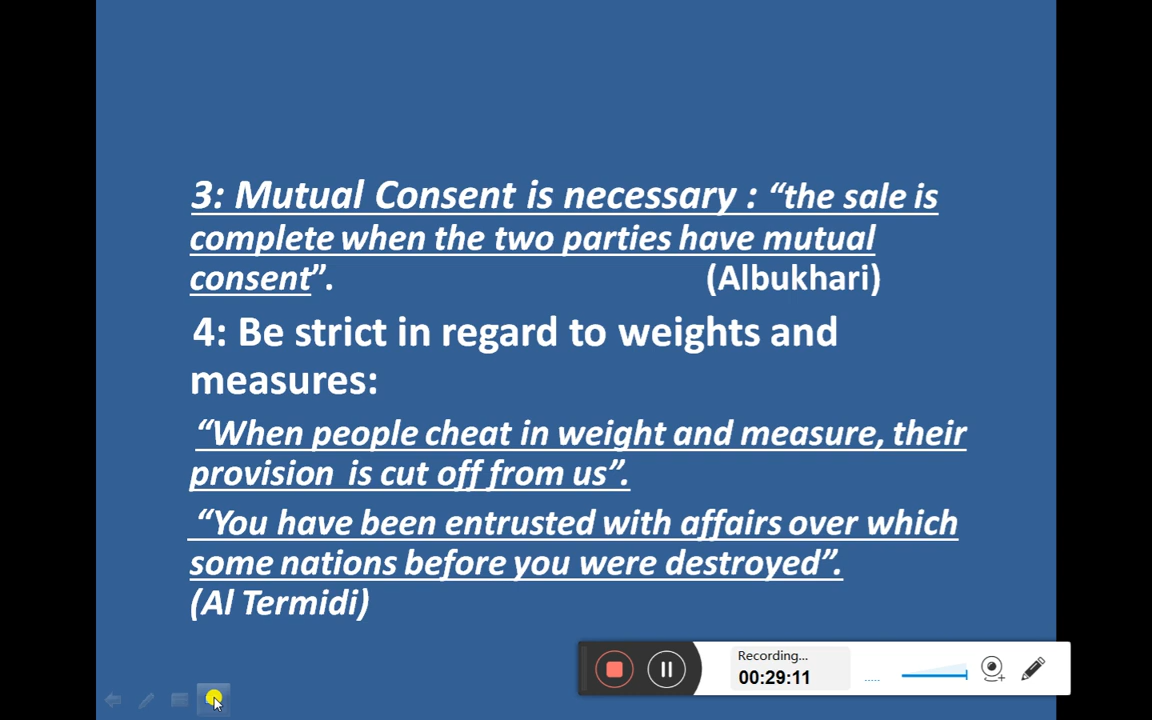 3: Mutual Consent is necessary : “the sale is
complete when the two parties have mutual
consent”. (Albukhari)
4: Be strict in regard to weights and
measures:
“When people cheat in weight and measure, their
provision is cut off from us”.
“You have been entrusted with affairs over which
some nations before you were destroyed”.
(Al Termidi)
Recording...
00:29:11